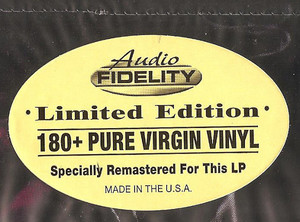 Audio
FIDELITY
· Limited Edition ·
180+ PURE VIRGIN VINYL
Specially Remastered For This LP
MADE IN THE U.S.A.